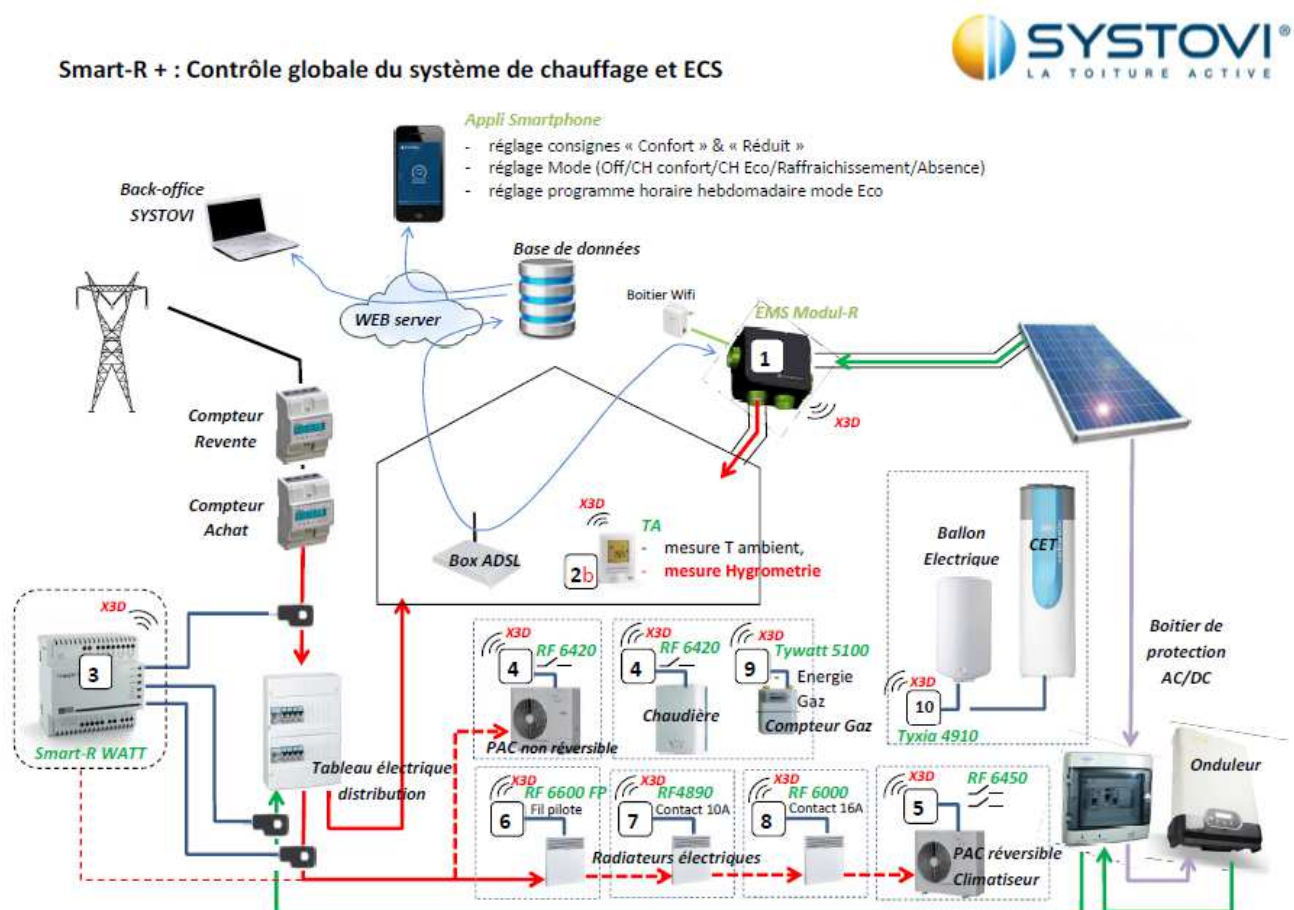 SYSTOVI®
LA TOITURE ACTIVE
Smart-R + : Contrôle globale du système de chauffage et ECS
Appli Smartphone
- réglage consignes « Confort » & « Réduit »
- réglage Mode (Off/CH confort/CH Eco/Raffraichissement/Absence)
- réglage programme horaire hebdomadaire mode Eco
Back-office
SYSTOVI
Base de données
WEB server
Boitier Wifi
EMS Modul-R
1
X3D
Compteur
Revente
Compteur
Achat
Box ADSL
X3D
2b
TA
- mesure T ambient,
- mesure Hygrometrie
Ballon
Electrique
CET
X3D
10
Tyxia 4910
Boitier de
protection
AC/DC
Onduleur
X3D
3
Smart-R WATT
Tableau électrique
distribution
X3D
4
RF 6420
PAC non réversible
X3D
4
RF 6420
Chaudière
X3D
9
Tywatt 5100
Energie
Gaz
Compteur Gaz
X3D
6
RF 6600 FP
Fil pilote
X3D
7
RF4890
Contact 10A
X3D
8
RF 6000
Contact 16A
Radiateurs électriques
X3D
5
RF 6450
PAC réversible
Climatiseur